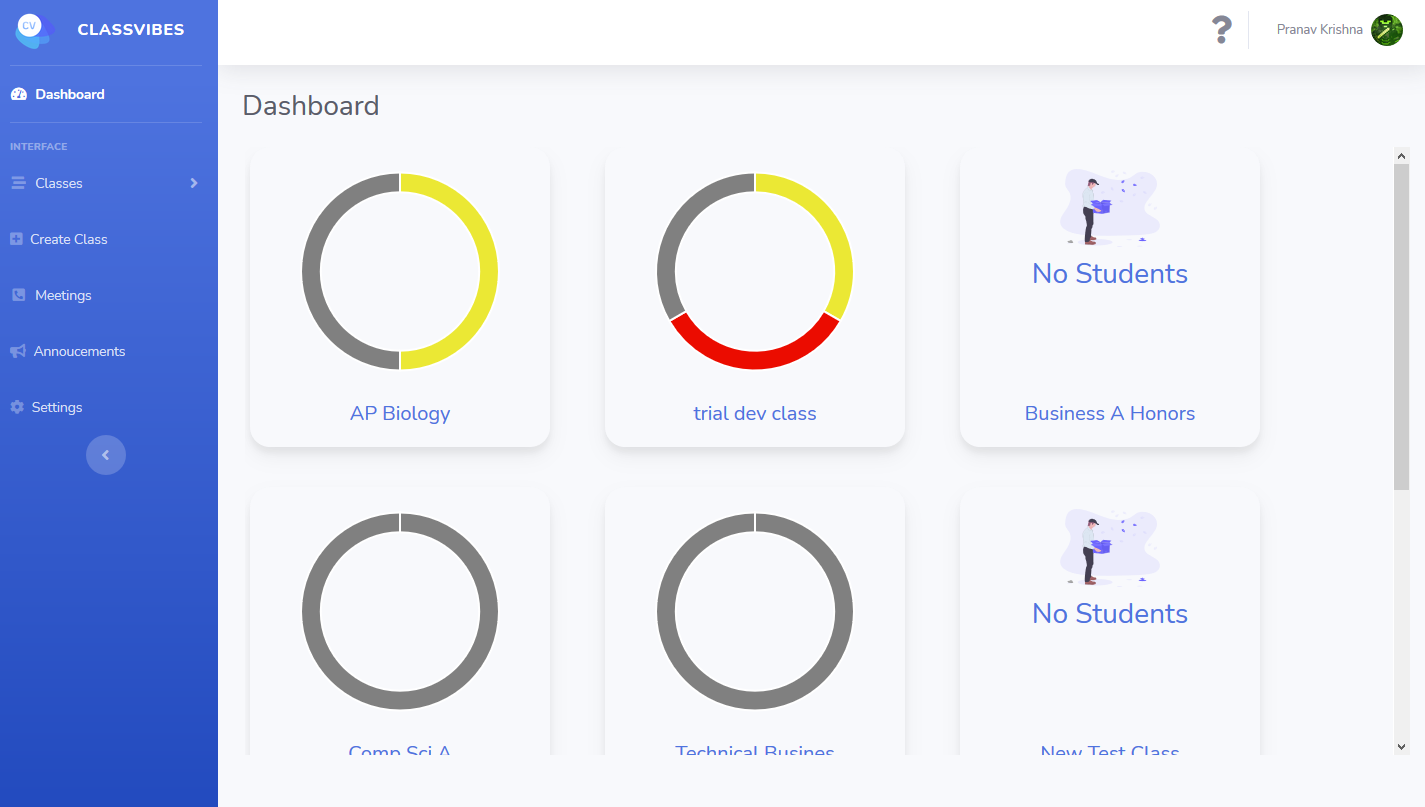 CV
CLASSVIBES
Pranav Krishna
Dashboard
INTERFACE
Classes
Create Class
Meetings
Annoucements
Settings
Dashboard
AP Biology
trial dev class
No Students
Business A Honors
Comp Sci A
Technical Busines
No Students
New Test Class